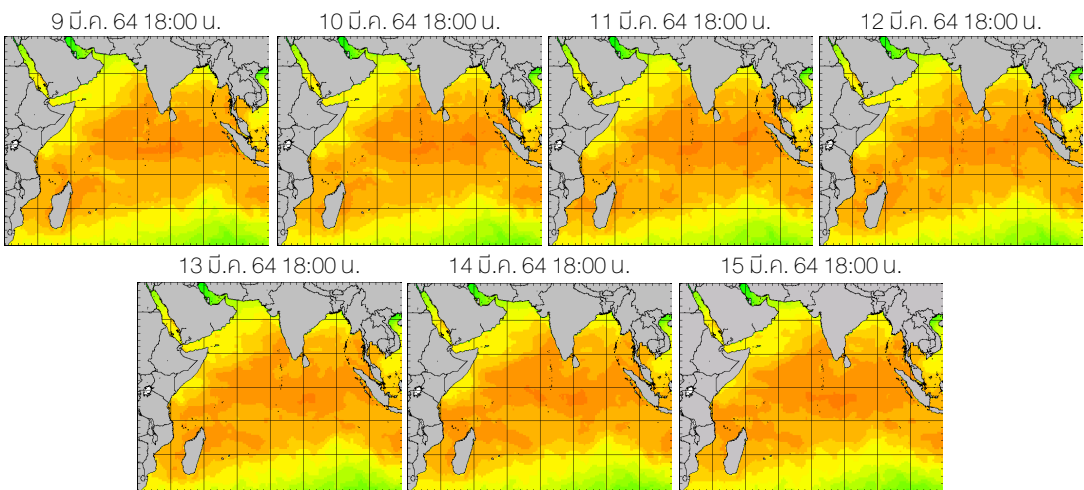 9 มี.ค. 64 18:00 น.
10 มี.ค. 64 18:00 น.
11 มี.ค. 64 18:00 น.
12 มี.ค. 64 18:00 น.
13 มี.ค. 64 18:00 น.
14 มี.ค. 64 18:00 น.
15 มี.ค. 64 18:00 น.